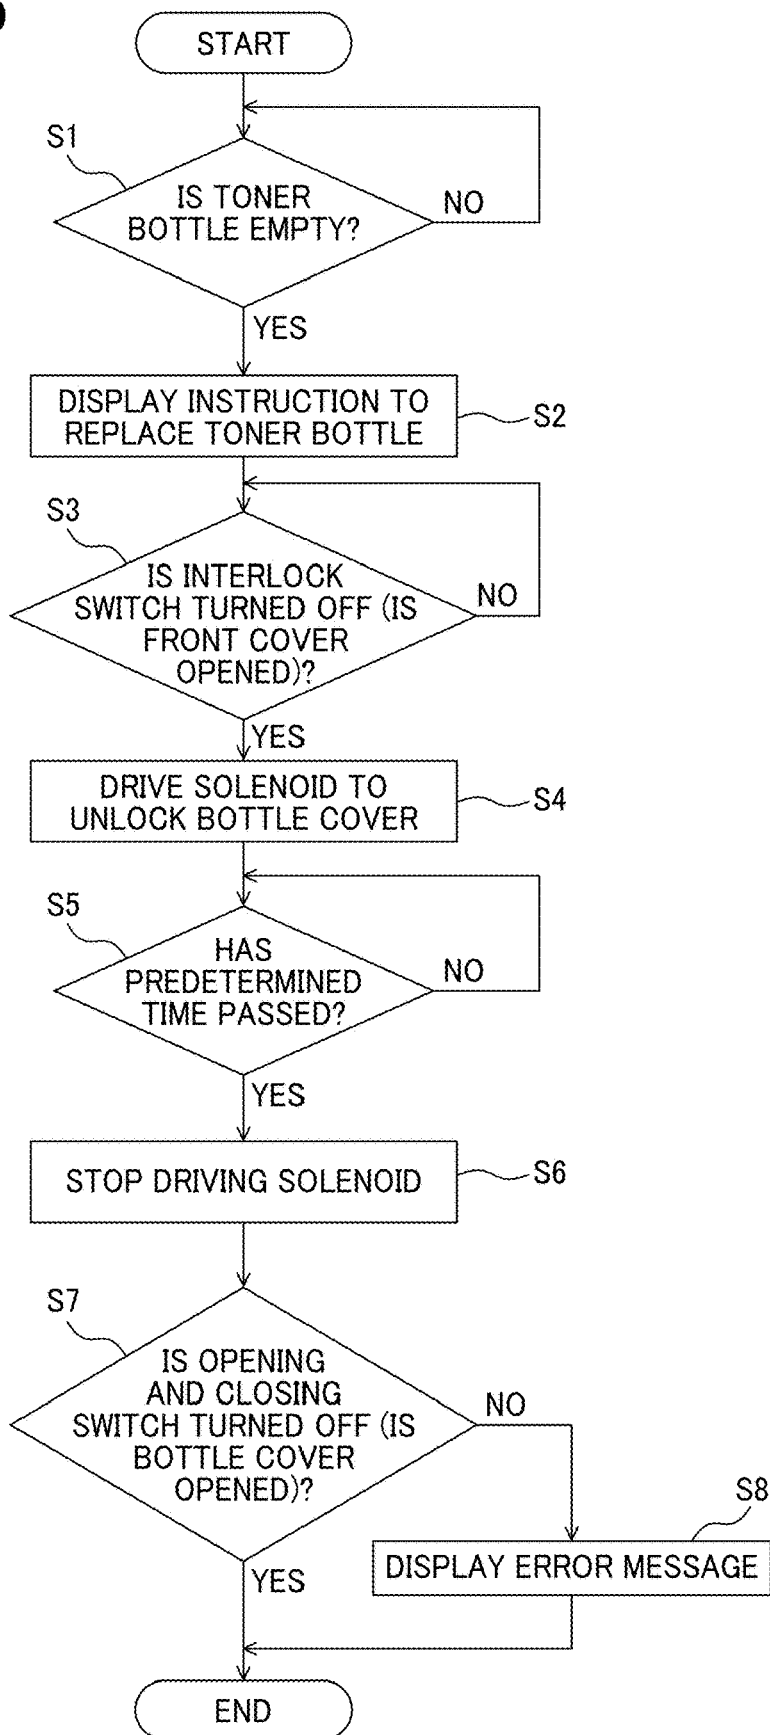 START
S1
IS TONER
BOTTLE EMPTY?
NO
YES
DISPLAY INSTRUCTION TO
REPLACE TONER BOTTLE
S2
S3
IS INTERLOCK
SWITCH TURNED OFF (IS
FRONT COVER
OPENED)?
NO
YES
DRIVE SOLENOID TO
UNLOCK BOTTLE COVER
S4
S5
HAS
PREDETERMINED
TIME PASSED?
NO
YES
STOP DRIVING SOLENOID
S6
S7
IS OPENING
AND CLOSING
SWITCH TURNED OFF (IS
BOTTLE COVER
OPENED)?
NO
YES
S8
DISPLAY ERROR MESSAGE
END